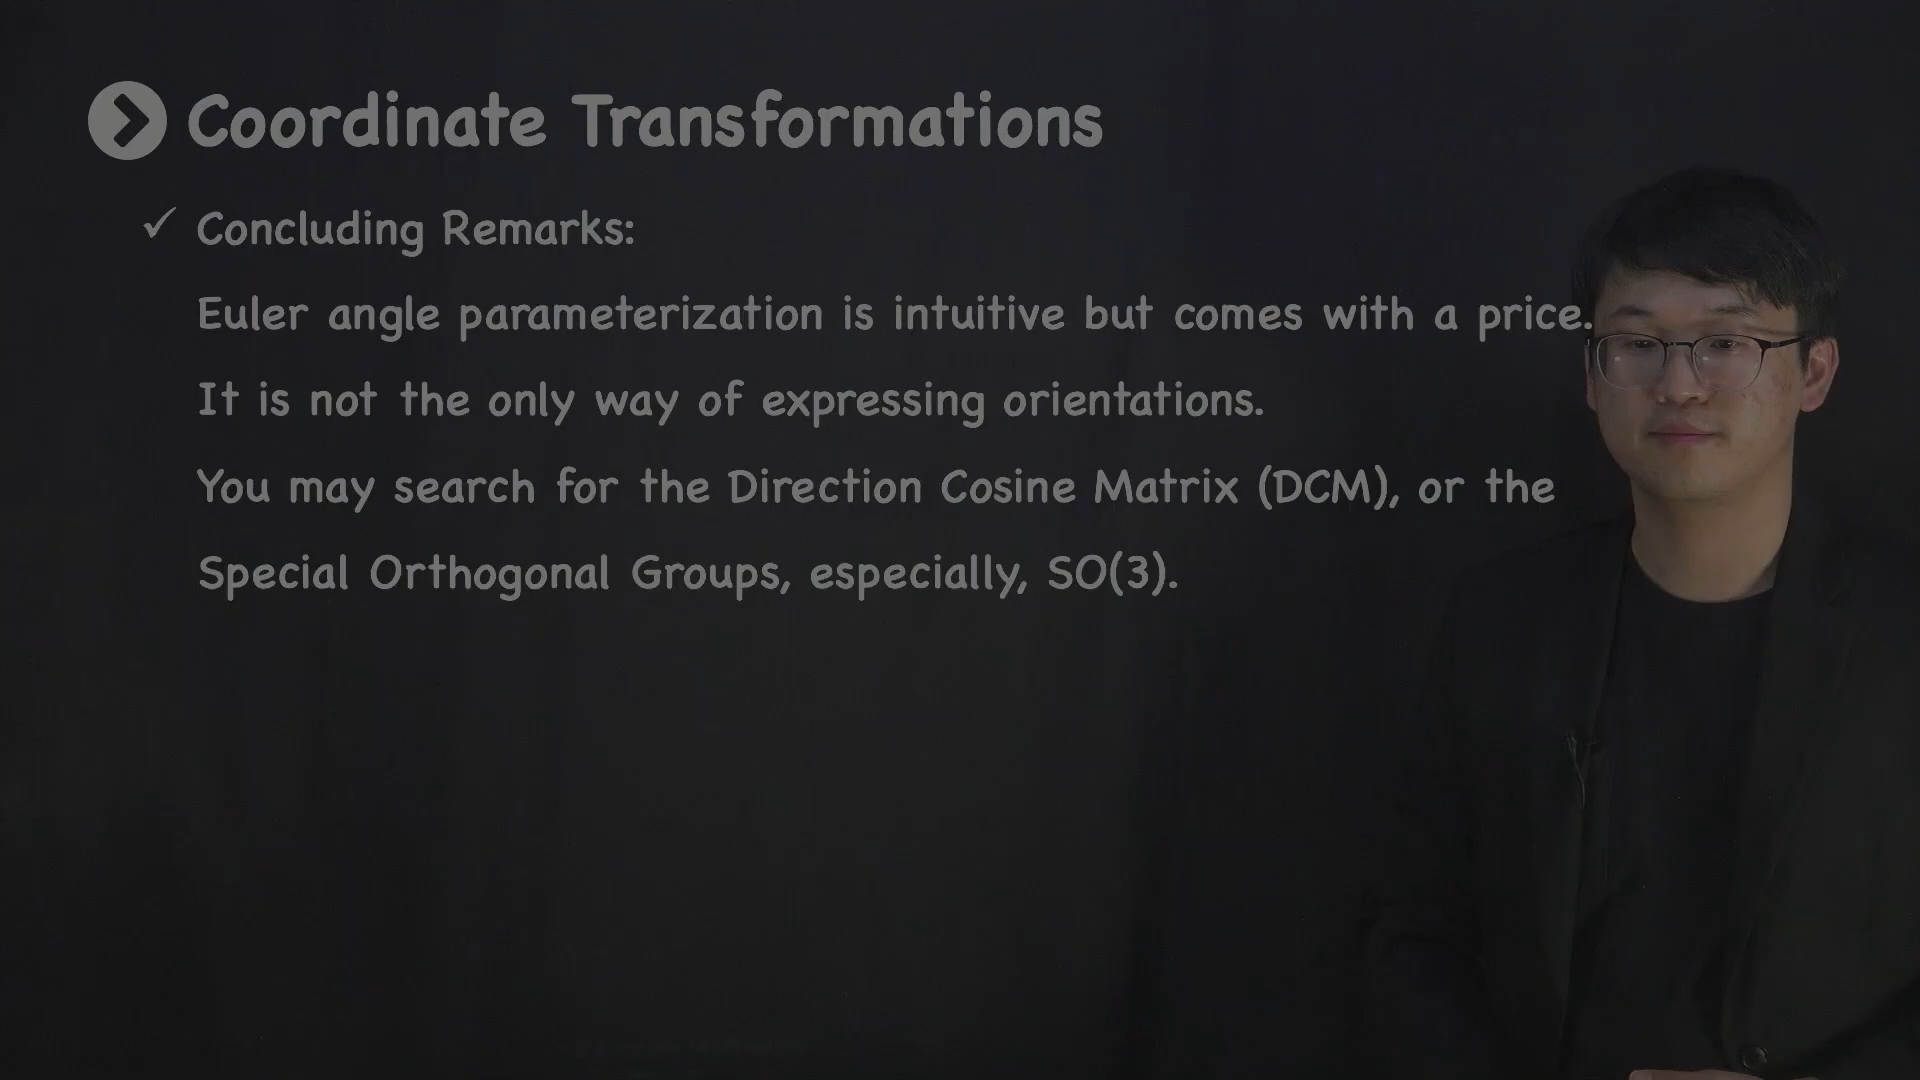 Coordinate Transformations
✓ Concluding Remarks:
Euler angle parameterization is intuitive but comes with a price.
It is not the only way of expressing orientations.
You may search for the Direction Cosine Matrix (DCM), or the
Special Orthogonal Groups, especially, SO(3).